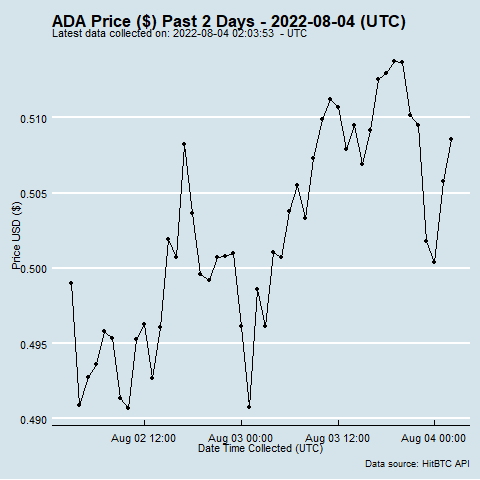 ADA Price ($) Past 2 Days - 2022-08-04 (UTC)
Latest data collected on: 2022-08-04 02:03:53 - UTC
0.510
0.505
0.500
0.495
0.490
Price USD ($)
Aug 02 12:00 Aug 03 00:00 Aug 03 12:00 Aug 04 00:00
Date Time Collected (UTC)
Data source: HitBTC API